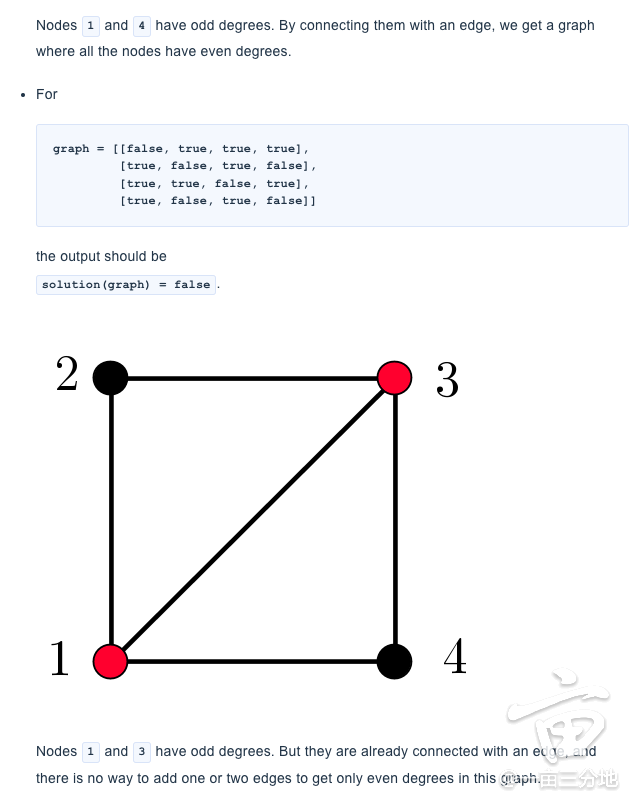 Nodes 1 and 4 have odd degrees. By connecting them with an edge, we get a graph
where all the nodes have even degrees.
• For
graph = [[false, true, true, true],
[true, false, true, false],
[true, true, false, true],
[true, false, true, false]]
the output should be
solution(graph) = false.
2
3
1
4
亩
Nodes 1 and 3 have odd degrees. But they are already connected with an edge, and
there is no way to add one or two edges to get only even degrees in this graph.
一亩三分地